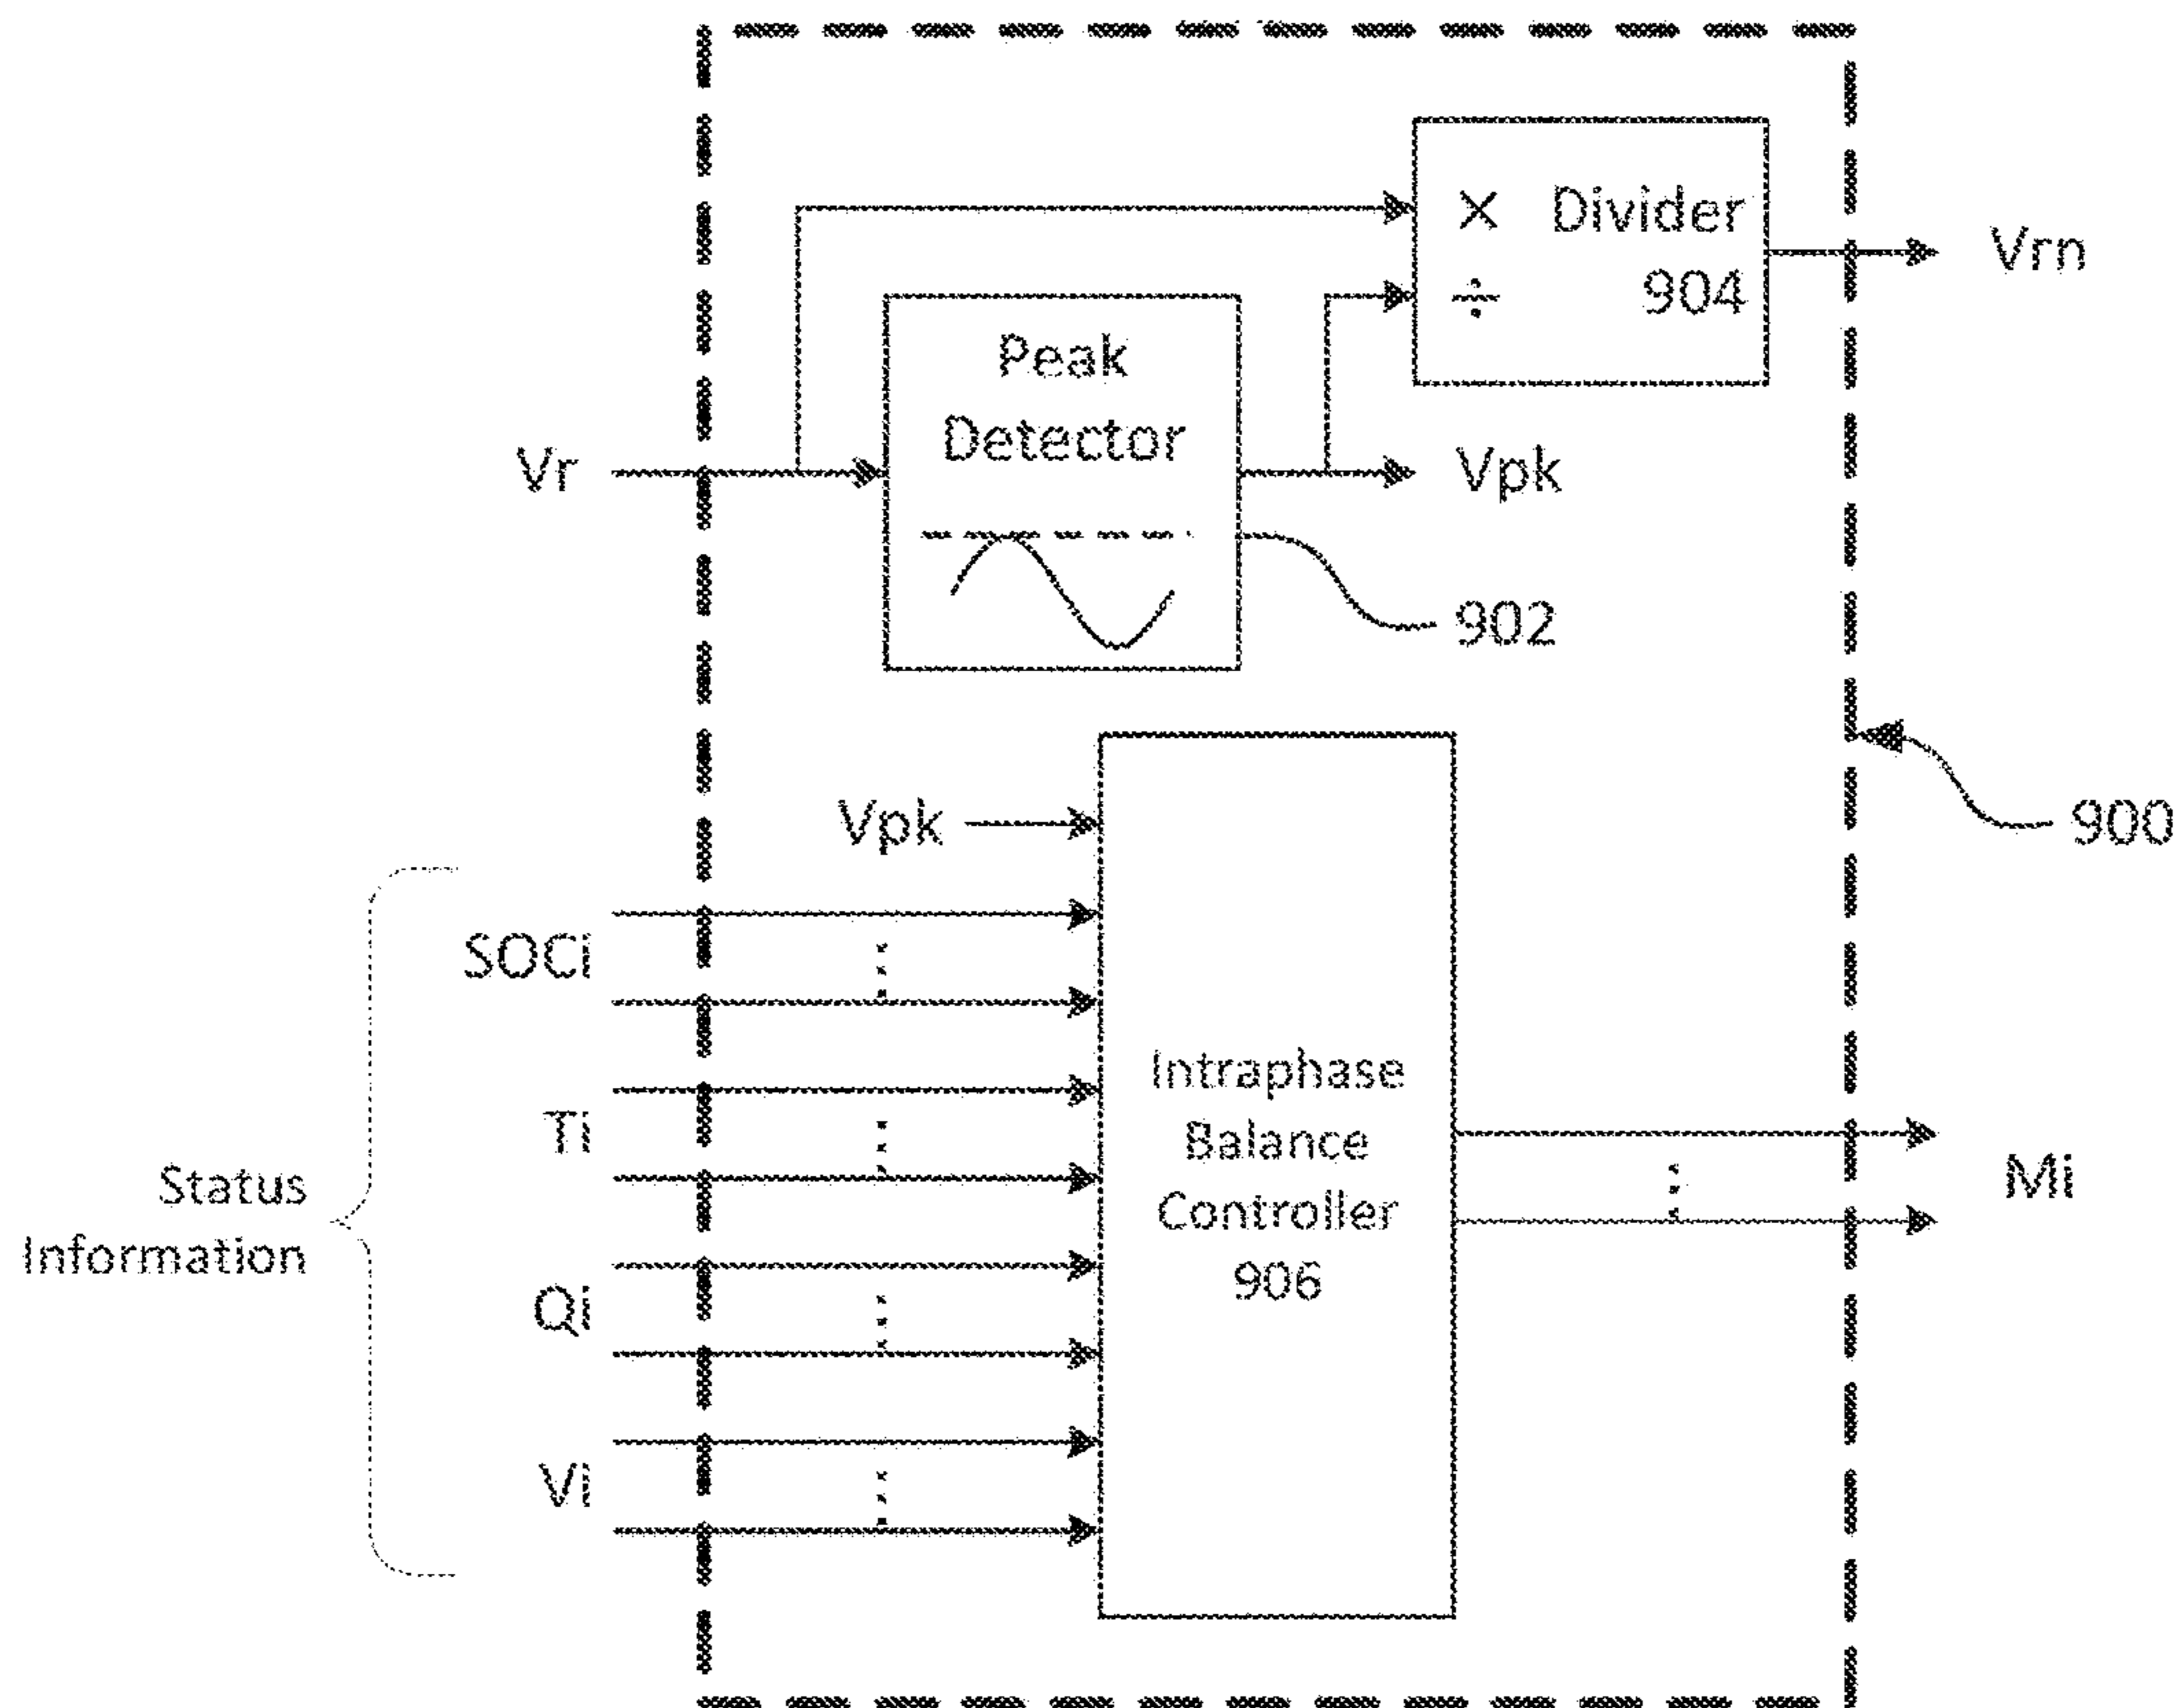 × Divider
÷ 904
Vrn
Peak
Detector
Vr
Vpk
902
Vpk
900
SOCi
Ti
Status
Information
Qi
Vi
Intraphase
Balance
Controller
906
Mi